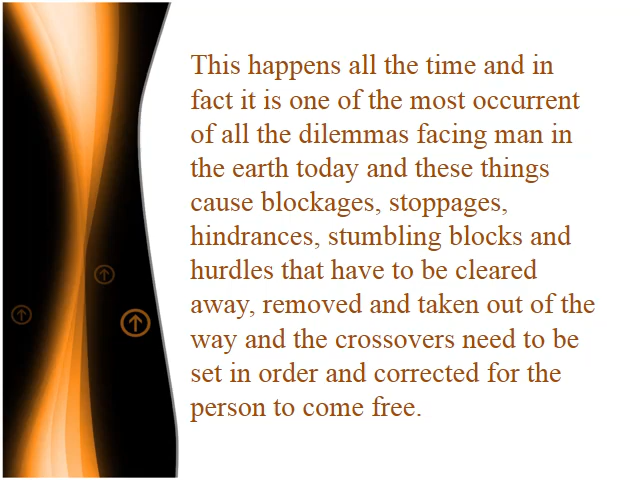 This happens all the time and in
fact it is one of the most occurrent
of all the dilemmas facing man in
the earth today and these things
cause blockages, stoppages,
hindrances, stumbling blocks and
hurdles that have to be cleared
away, removed and taken out of the
way and the crossovers need to be
set in order and corrected for the
person to come free.